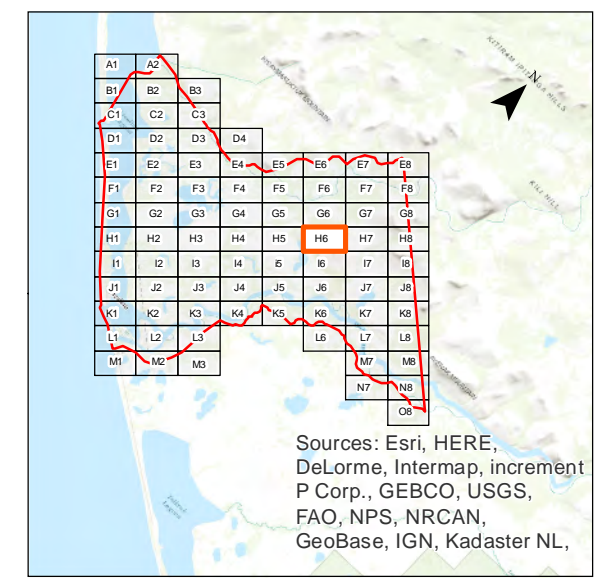 KITIRAM IPIENGA HILLS
N
KILI HILL
A1 A2
B1 B2 B3
C1 C2 C3
D1 D2 D3 D4
E1 E2 E3 E4 E5 E6 E7 E8
F1 F2 F3 F4 F5 F6 F7 F8
G1 G2 G3 G4 G5 G6 G7 G8
H1 H2 H3 H4 H5 H6 H7 H8
I1 I2 I3 I4 i5 I6 I7 I8
J1 J2 J3 J4 J5 J6 J7 J8
K1 K2 K3 K4 K5 K6 K7 K8
L1 L2 L3 L6 L7 L8
M1 M2 M3 M7 M8
N7 N8
O8
Sources: Esri, HERE,
DeLorme, Intermap, increment
P Corp., GEBCO, USGS,
FAO, NPS, NRCAN,
GeoBase, IGN, Kadaster NL,